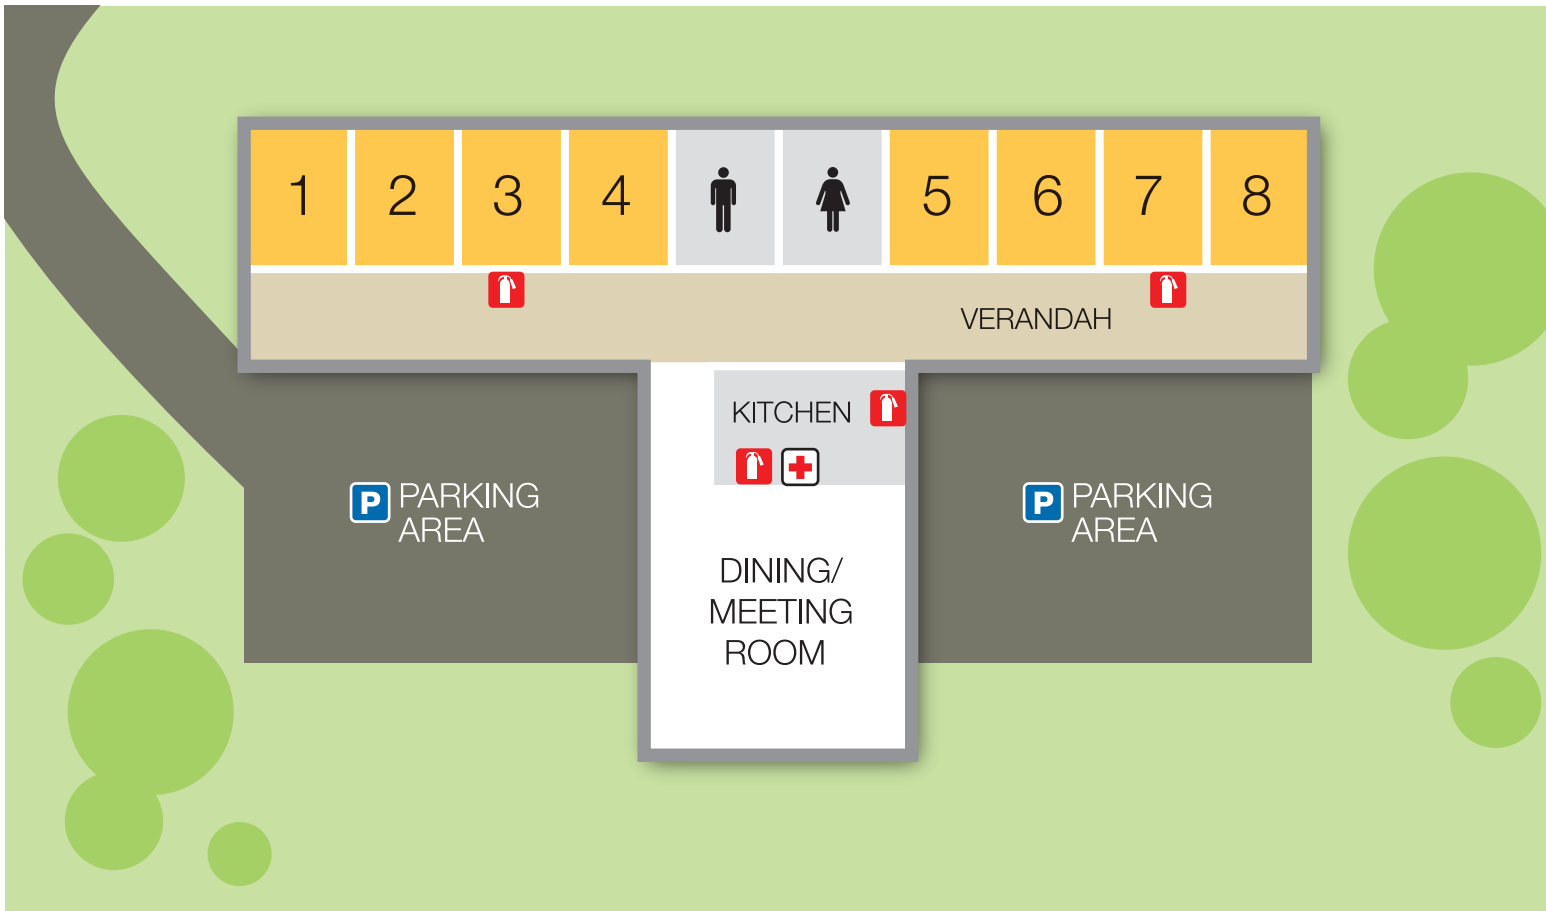 1 2 3 4 5 6 7 8
VERANDAH
KITCHEN
P PARKING
AREA
P PARKING
AREA
DINING/
MEETING
ROOM